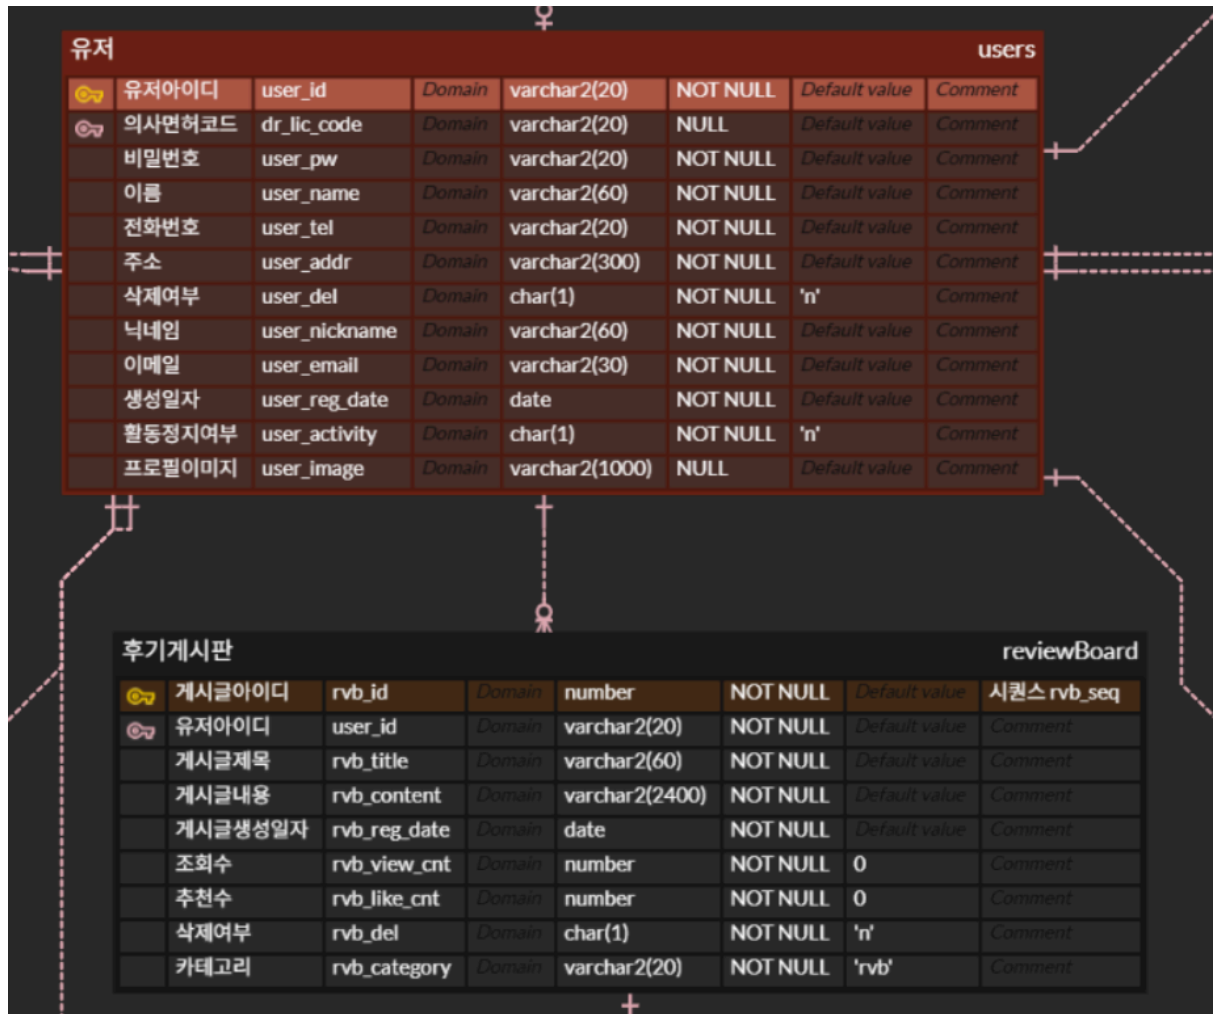 유저 users
유저아이디 user_id Domain varchar2(20) NOT NULL Default value Comment
의사면허코드 dr_lic_code Domain varchar2(20) NULL Default value Comment
비밀번호 user_pw Domain varchar2(20) NOT NULL Default value Comment
이름 user_name Domain varchar2(60) NOT NULL Default value Comment
전화번호 user_tel Domain varchar2(20) NOT NULL Default value Comment
주소 user_addr Domain varchar2(300) NOT NULL Default value Comment
삭제여부 user_del Domain char(1) NOT NULL 'n' Comment
닉네임 user_nickname Domain varchar2(60) NOT NULL Default value Comment
이메일 user_email Domain varchar2(30) NOT NULL Default value Comment
생성일자 user_reg_date Domain date NOT NULL Default value Comment
활동정지여부 user_activity Domain char(1) NOT NULL 'n' Comment
프로필이미지 user_image Domain varchar2(1000) NULL Default value Comment
후기게시판 reviewBoard
게시글아이디 rvb_id Domain number NOT NULL Default value 시퀀스 rvb_seq
유저아이디 user_id Domain varchar2(20) NOT NULL Default value Comment
게시글제목 rvb_title Domain varchar2(60) NOT NULL Default value Comment
게시글내용 rvb_content Domain varchar2(2400) NOT NULL Default value Comment
게시글생성일자 rvb_reg_date Domain date NOT NULL Default value Comment
조회수 rvb_view_cnt Domain number NOT NULL 0 Comment
추천수 rvb_like_cnt Domain number NOT NULL 0 Comment
삭제여부 rvb_del Domain char(1) NOT NULL 'n' Comment
카테고리 rvb_category Domain varchar2(20) NOT NULL 'rvb' Comment